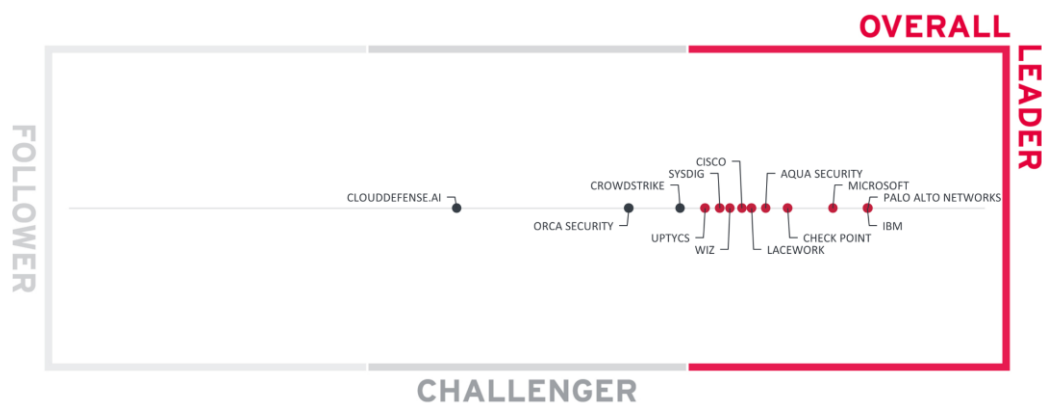 OVERALL
LEADER
FOLLOWER
CISCO
SYSDIG
AQUA SECURITY
CROWDSTRIKE
MICROSOFT
CLOUDDEFENSE.AI
PALO ALTO NETWORKS
ORCA SECURITY
IBM
UPTYCS
CHECK POINT
WIZ
LACEWORK
CHALLENGER